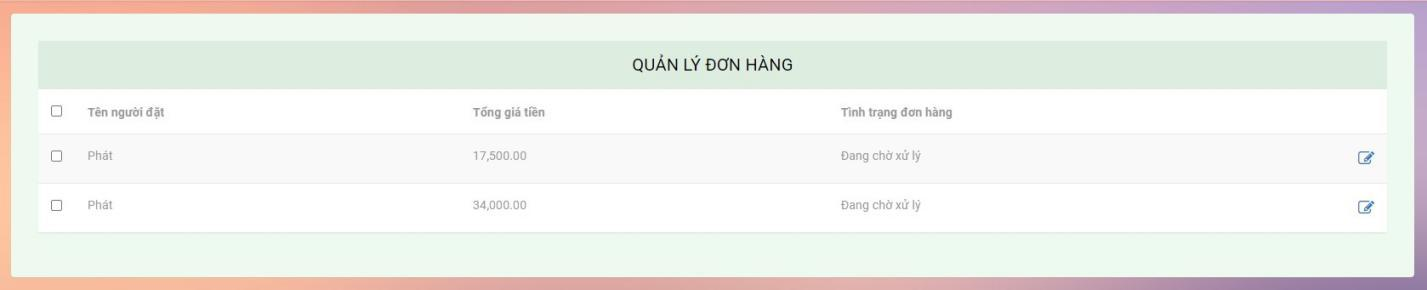 QUẢN LÝ ĐƠN HÀNG
Tên người đặt Tổng giá tiền Tình trạng đơn hàng
Phát 17,500.00 Đang chờ xử lý
Phát 34,000.00 Đang chờ xử lý